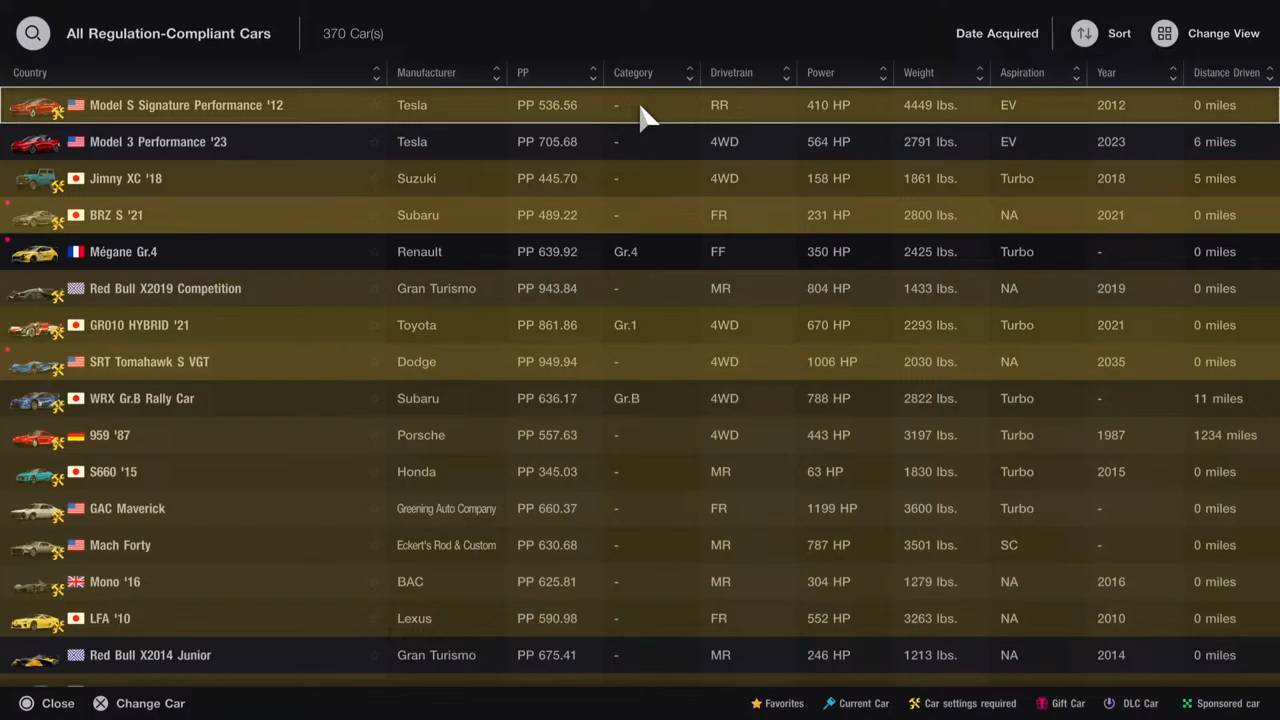 All Regulation-Compliant Cars 370 Car(s) Date Acquired Sort Change View
Country Manufacturer PP Category Drivetrain Power Weight Aspiration Year Distance Driven
Model S Signature Performance '12 Tesla PP 536.56 - RR 410 HP 4449 lbs. EV 2012 0 miles
Model 3 Performance '23 Tesla PP 705.68 - 4WD 564 HP 2791 lbs. EV 2023 6 miles
Jimny XC '18 Suzuki PP 445.70 - 4WD 158 HP 1861 lbs. Turbo 2018 5 miles
BRZ S '21 Subaru PP 489.22 - FR 231 HP 2800 lbs. NA 2021 0 miles
Mégane Gr.4 Renault PP 639.92 Gr.4 FF 350 HP 2425 lbs. Turbo - 0 miles
Red Bull X2019 Competition Gran Turismo PP 943.84 - MR 804 HP 1433 lbs. NA 2019 0 miles
GR010 HYBRID '21 Toyota PP 861.86 Gr.1 4WD 670 HP 2293 lbs. Turbo 2021 0 miles
SRT Tomahawk S VGT Dodge PP 949.94 - 4WD 1006 HP 2030 lbs. NA 2035 0 miles
WRX Gr.B Rally Car Subaru PP 636.17 Gr.B 4WD 788 HP 2822 lbs. Turbo - 11 miles
959 '87 Porsche PP 557.63 - 4WD 443 HP 3197 lbs. Turbo 1987 1234 miles
S660 '15 Honda PP 345.03 - MR 63 HP 1830 lbs. Turbo 2015 0 miles
GAC Maverick Greening Auto Company PP 660.37 - FR 1199 HP 3600 lbs. Turbo - 0 miles
Mach Forty Eckert's Rod & Custom PP 630.68 - MR 787 HP 3501 lbs. SC - 0 miles
Mono '16 BAC PP 625.81 - MR 304 HP 1279 lbs. NA 2016 0 miles
LFA '10 Lexus PP 590.98 - FR 552 HP 3263 lbs. NA 2010 0 miles
Red Bull X2014 Junior Gran Turismo PP 675.41 - MR 246 HP 1213 lbs. NA 2014 0 miles
Close Change Car Favorites Current Car Car settings required Gift Car DLC Car Sponsored car